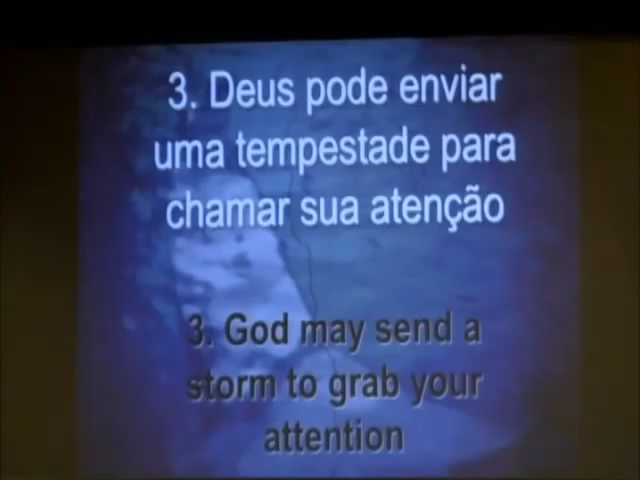 3. Deus pode enviar
uma tempestade para
chamar sua atenção
3. God may send a
storm to grab your
attention